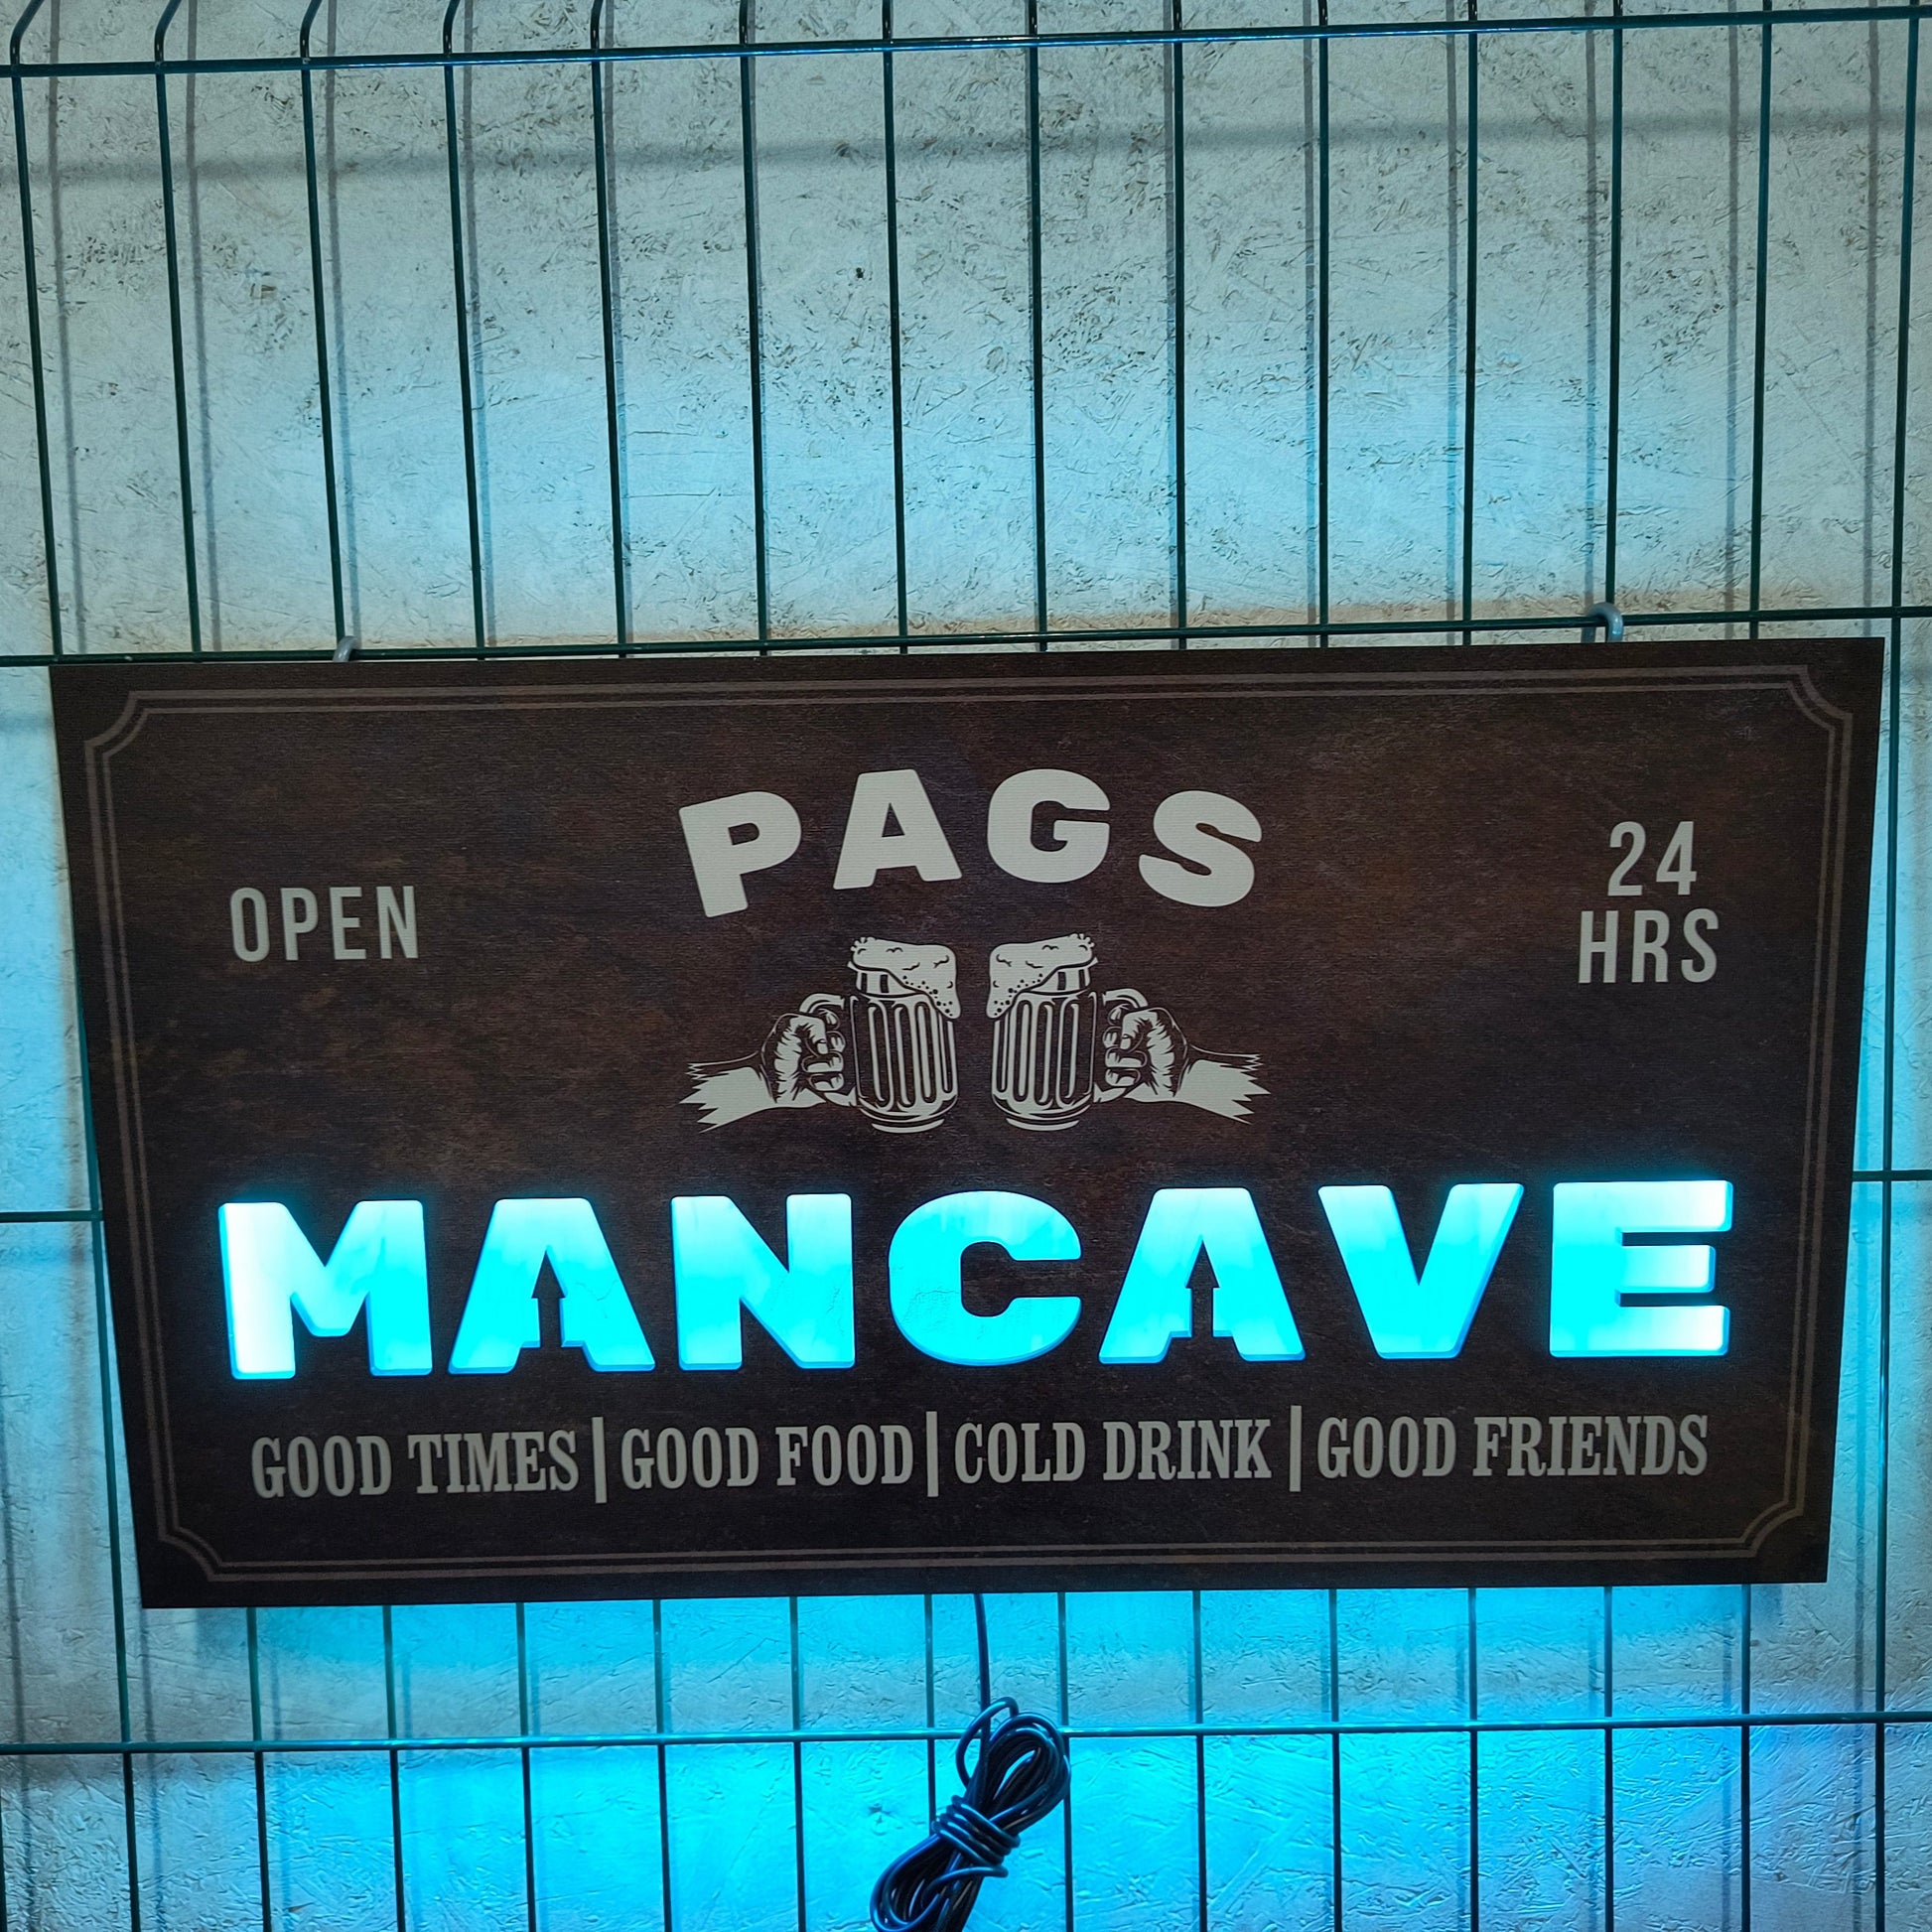 PAGS
OPEN
24
HRS
MANCAVE
GOOD TIMES|GOOD FOOD|COLD DRINK|GOOD FRIENDS